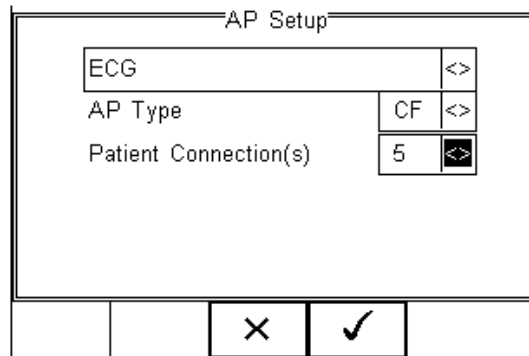 AP Setup
ECG <>
AP Type CF <>
Patient Connection(s) 5 <>